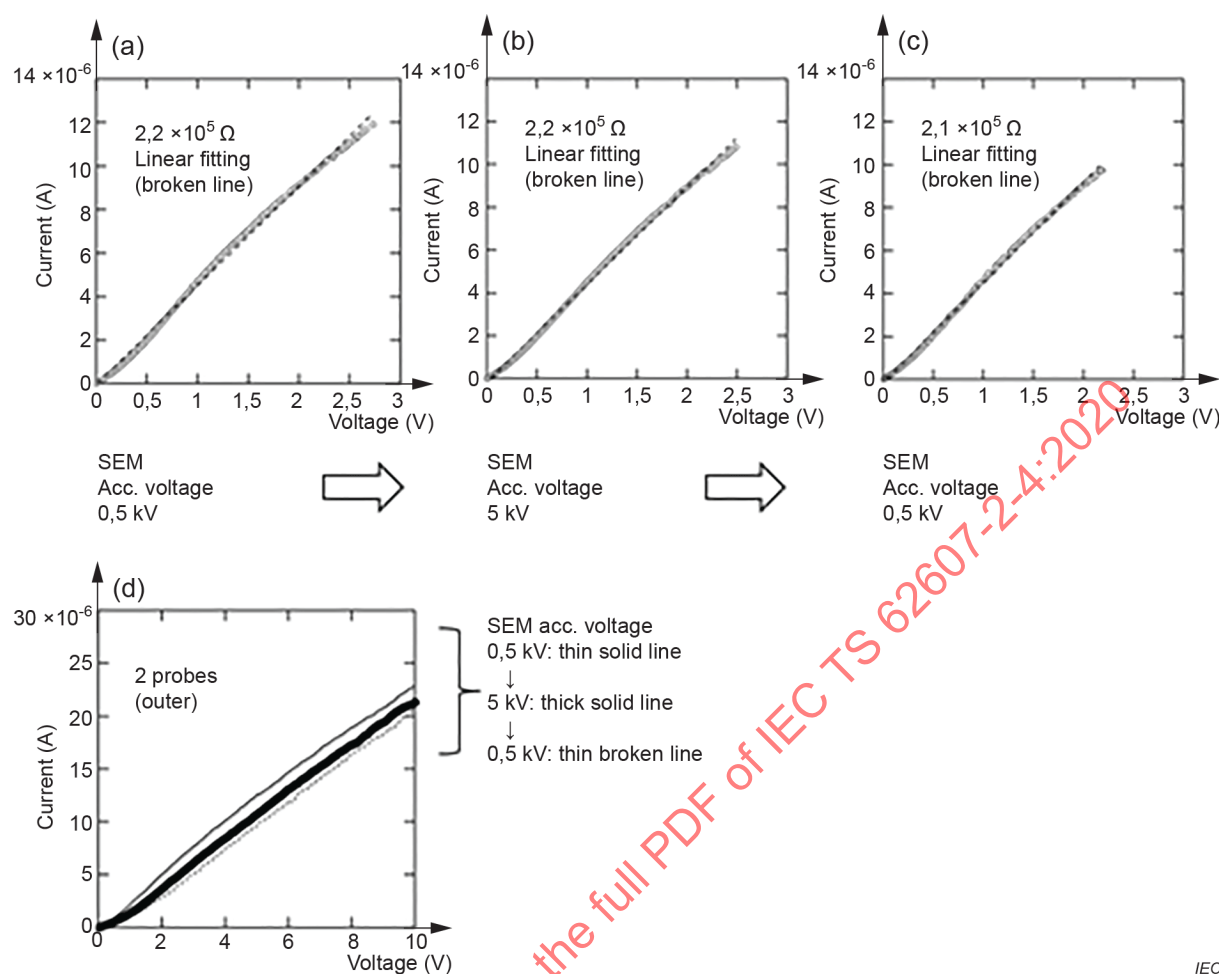 (a)
14 ×10⁻⁶
12
10
8
6
4
2
0
2,2 ×10⁵ Ω
Linear fitting
(broken line)
Current (A)
0 0,5 1 1,5 2 2,5 3
Voltage (V)
(b)
14 ×10⁻⁶
12
10
8
6
4
2
0
2,2 ×10⁵ Ω
Linear fitting
(broken line)
Current (A)
0 0,5 1 1,5 2 2,5 3
Voltage (V)
(c)
14 ×10⁻⁶
12
10
8
6
4
2
0
2,1 ×10⁵ Ω
Linear fitting
(broken line)
Current (A)
0 0,5 1 1,5 2 2,5 3
Voltage (V)
SEM
Acc. voltage
0,5 kV
SEM
Acc. voltage
5 kV
SEM
Acc. voltage
0,5 kV
(d)
30 ×10⁻⁶
25
20
15
10
5
0
2 probes
(outer)
Current (A)
0 2 4 6 8 10
Voltage (V)
SEM acc. voltage
0,5 kV: thin solid line
↓
5 kV: thick solid line
↓
0,5 kV: thin broken line
the full PDF of IEC TS 62607-2-4:2020
IEC